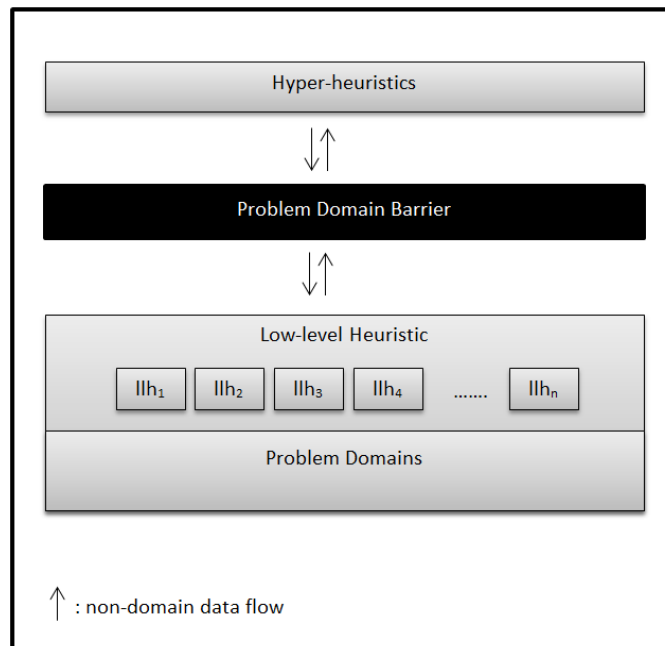 Hyper-heuristics
Problem Domain Barrier
Low-level Heuristic
llh₁ llh₂ llh₃ llh₄ ……. llhₙ
Problem Domains
: non-domain data flow